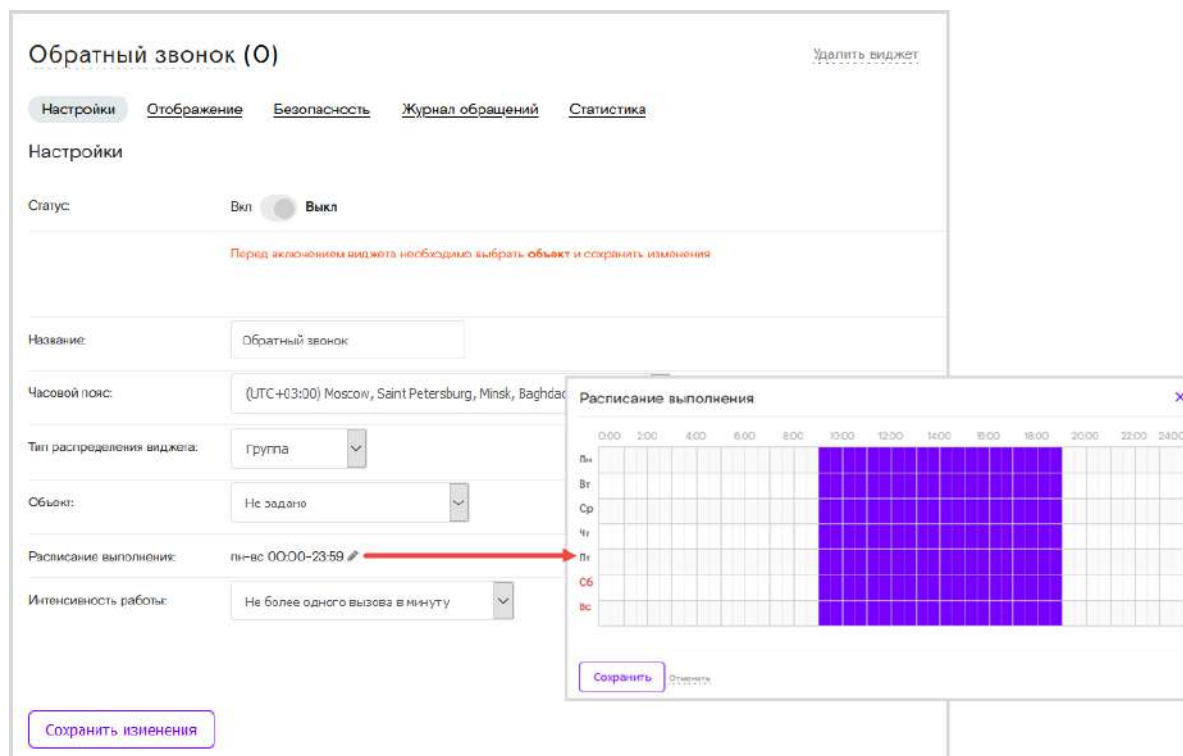 Обратный звонок (0)
Удалить виджет
Настройки Отображение Безопасность Журнал обращений Статистика
Настройки
Статус: Вкл Выкл
Перед включением виджета необходимо выбрать объект и сохранить изменения
Название: Обратный звонок
Часовой пояс: (UTC+03:00) Moscow, Saint Petersburg, Minsk, Baghdad
Тип распределения виджета: Группа
Объект: Не задано
Расписание выполнения: пн-вс 00:00-23:59
Интенсивность работы: Не более одного вызова в минуту
Сохранить изменения
Расписание выполнения
0:00 2:00 4:00 6:00 8:00 10:00 12:00 14:00 16:00 18:00 20:00 22:00 24:00
Пн
Вт
Ср
Чт
Пт
Сб
Вс
Сохранить Отменить